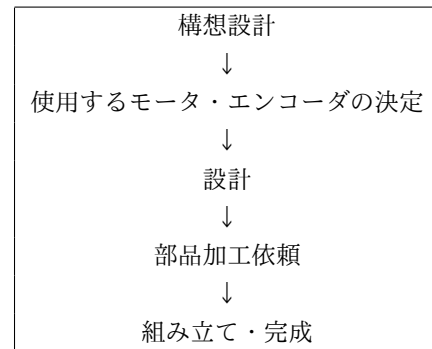 構想設計
↓
使用するモータ・エンコーダの決定
↓
設計
↓
部品加工依頼
↓
組み立て・完成